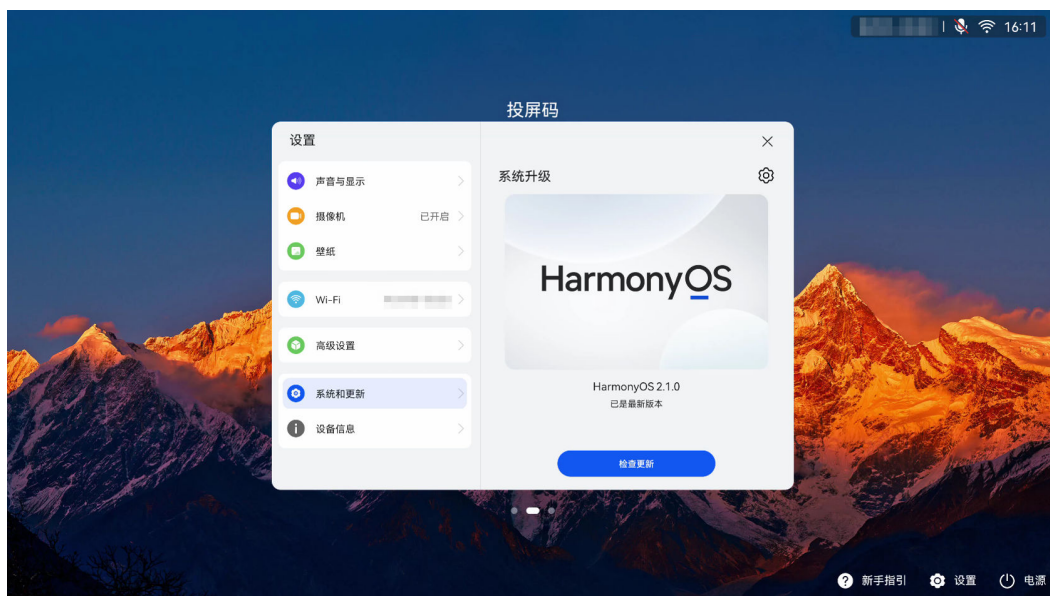 16:11
投屏码
设置
系统升级
声音与显示
摄像机 已开启
壁纸
Wi-Fi
高级设置
系统和更新
设备信息
HarmonyOS
HarmonyOS 2.1.0
已是最新版本
检查更新
新手指引 设置 电源